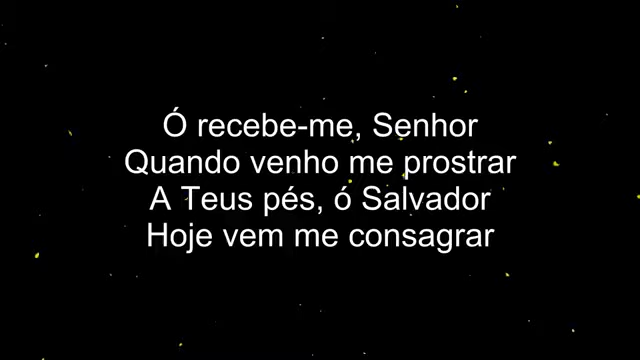 Ó recebe-me, Senhor
Quando venho me prostrar
A Teus pés, ó Salvador
Hoje vem me consagrar